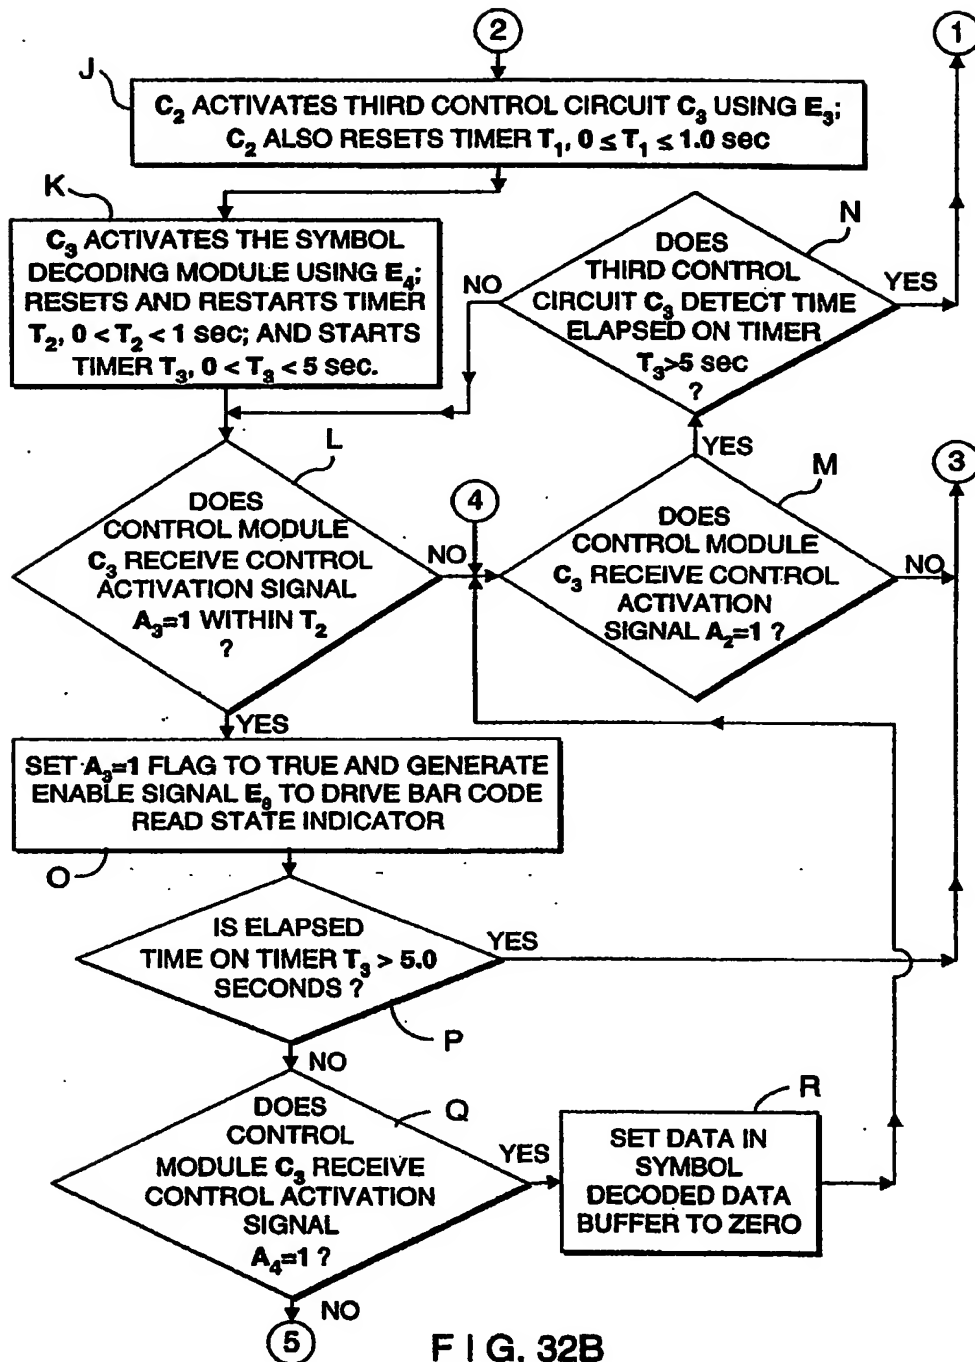 2
1
J
C₂ ACTIVATES THIRD CONTROL CIRCUIT C₃ USING E₃;
C₂ ALSO RESETS TIMER T₁, 0 ≤ T₁ ≤ 1.0 sec
K
C₃ ACTIVATES THE SYMBOL
DECODING MODULE USING E₄;
RESETS AND RESTARTS TIMER
T₂, 0 < T₂ < 1 sec; AND STARTS
TIMER T₃, 0 < T₃ < 5 sec.
N
DOES
THIRD CONTROL
CIRCUIT C₃ DETECT TIME
ELAPSED ON TIMER
T₃>5 sec
?
NO
YES
L
DOES
CONTROL MODULE
C₃ RECEIVE CONTROL
ACTIVATION SIGNAL
A₃=1 WITHIN T₂
?
NO
4
YES
M
DOES
CONTROL MODULE
C₃ RECEIVE CONTROL
ACTIVATION
SIGNAL A₂=1 ?
NO
3
YES
SET A₃=1 FLAG TO TRUE AND GENERATE
ENABLE SIGNAL E₈ TO DRIVE BAR CODE
READ STATE INDICATOR
O
IS ELAPSED
TIME ON TIMER T₃ > 5.0
SECONDS ?
YES
P
NO
DOES
CONTROL
MODULE C₃ RECEIVE
CONTROL ACTIVATION
SIGNAL
A₄=1 ?
Q
YES
R
SET DATA IN
SYMBOL
DECODED DATA
BUFFER TO ZERO
NO
5
FIG. 32B